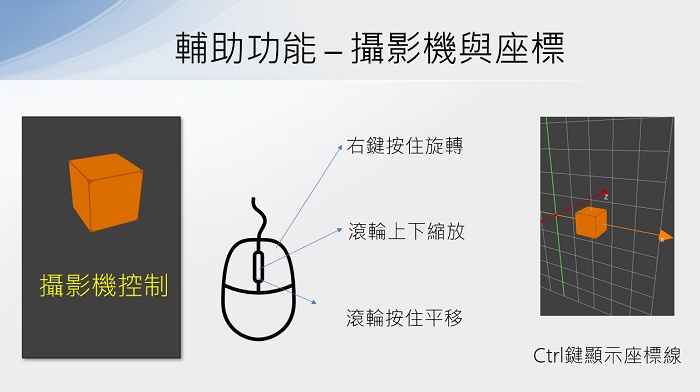 輔助功能 – 攝影機與座標
右鍵按住旋轉
滾輪上下縮放
攝影機控制
滾輪按住平移
z
x
Ctrl鍵顯示座標線